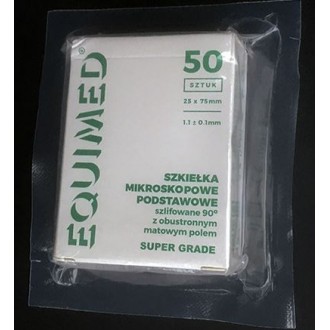 EQUIMED®
50
SZTUK
25 x 75mm
1.1 ± 0.1mm
SZKIEŁKA
MIKROSKOPOWE
PODSTAWOWE
szlifowane 90°
z obustronnym
matowym polem
SUPER GRADE